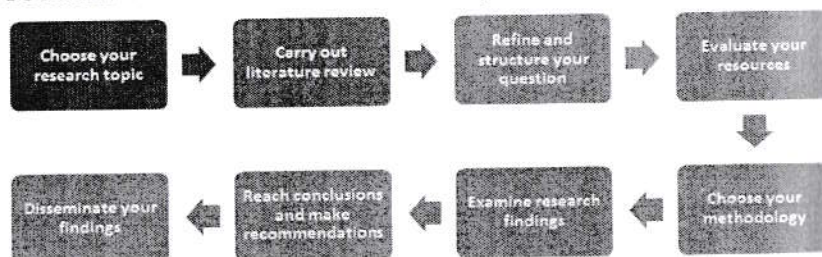 Choose your
research topic
Carry out
literature review
Refine and
structure your
question
Evaluate your
resources
Choose your
methodology
Examine research
findings
Reach conclusions
and make
recommendations
Disseminate your
findings